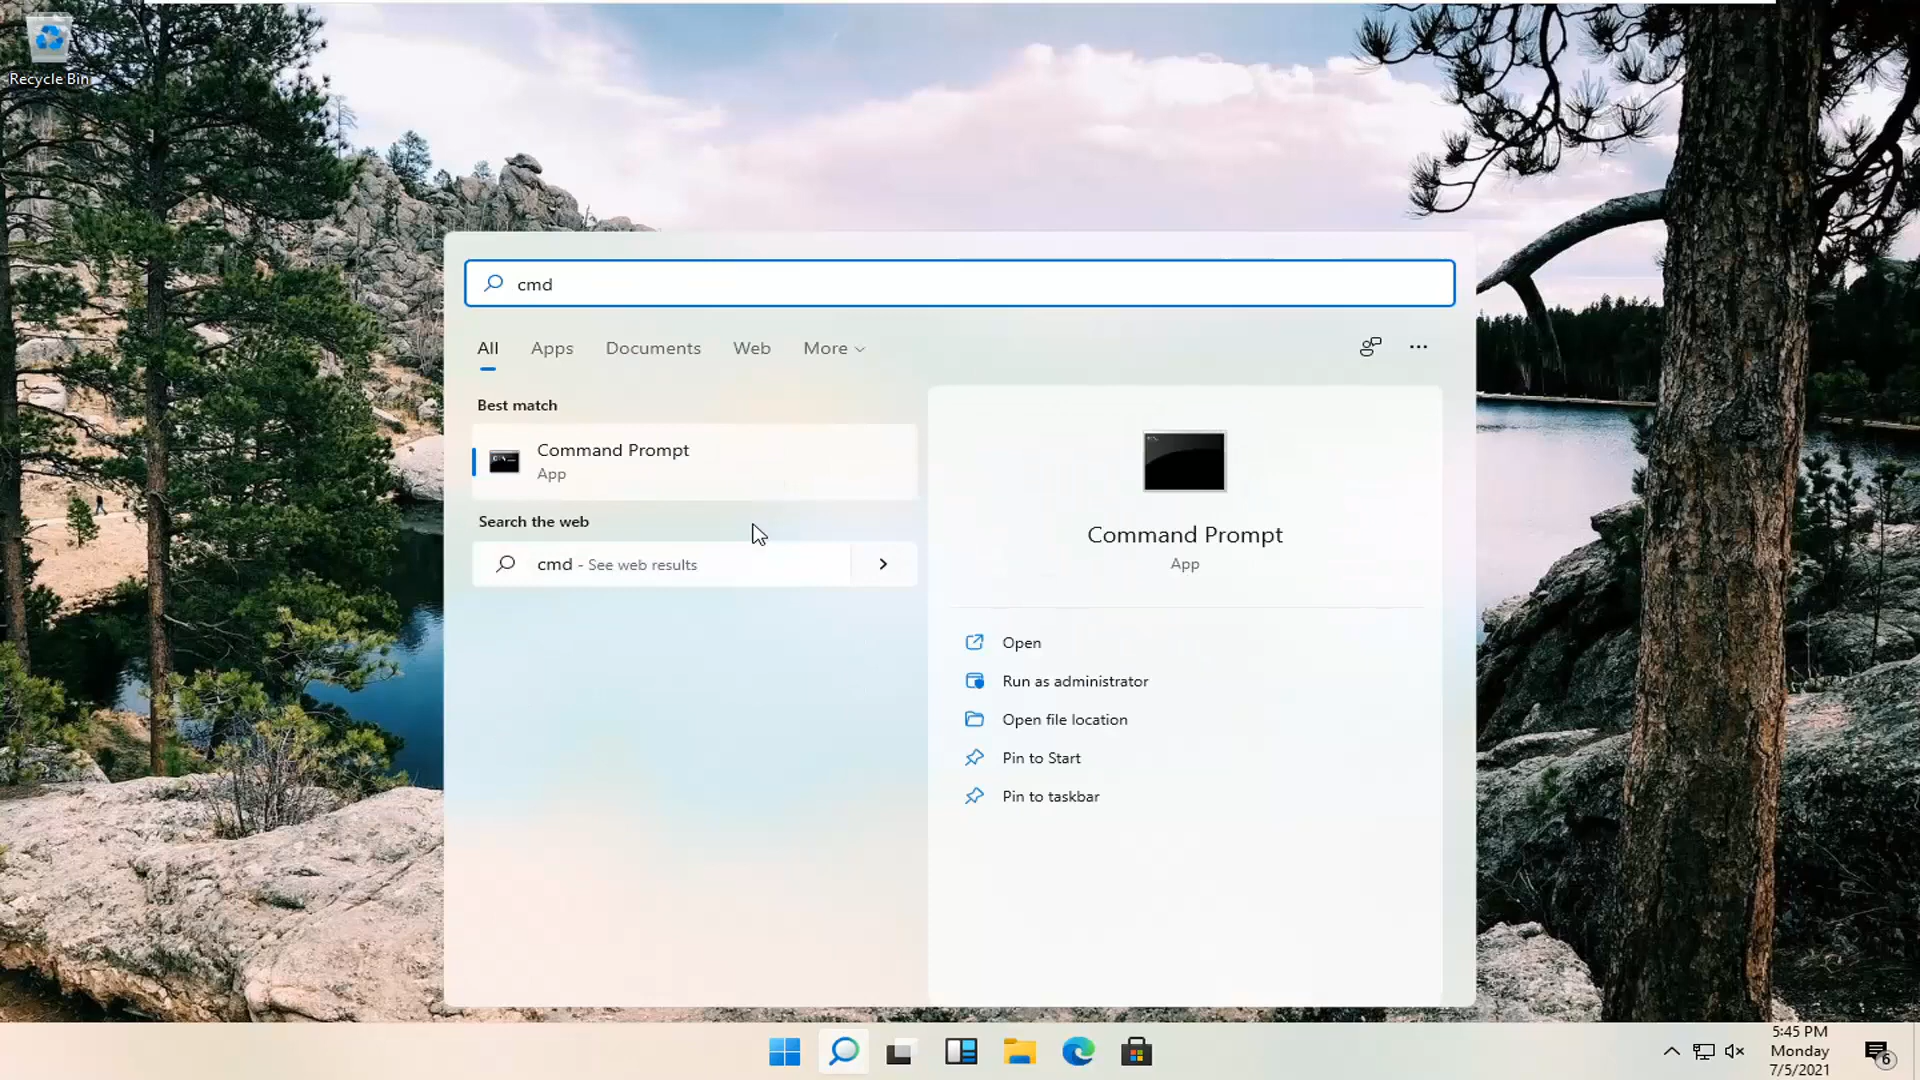 Recycle Bin
cmd
All Apps Documents Web More
Best match
Command Prompt
App
Search the web
cmd - See web results
Command Prompt
App
Open
Run as administrator
Open file location
Pin to Start
Pin to taskbar
5:45 PM
Monday
7/5/2021
6